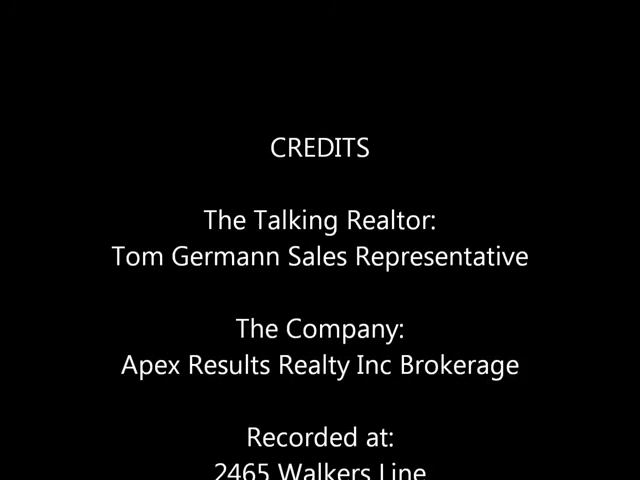 CREDITS
The Talking Realtor:
Tom Germann Sales Representative
The Company:
Apex Results Realty Inc Brokerage
Recorded at:
2465 Walkers Line